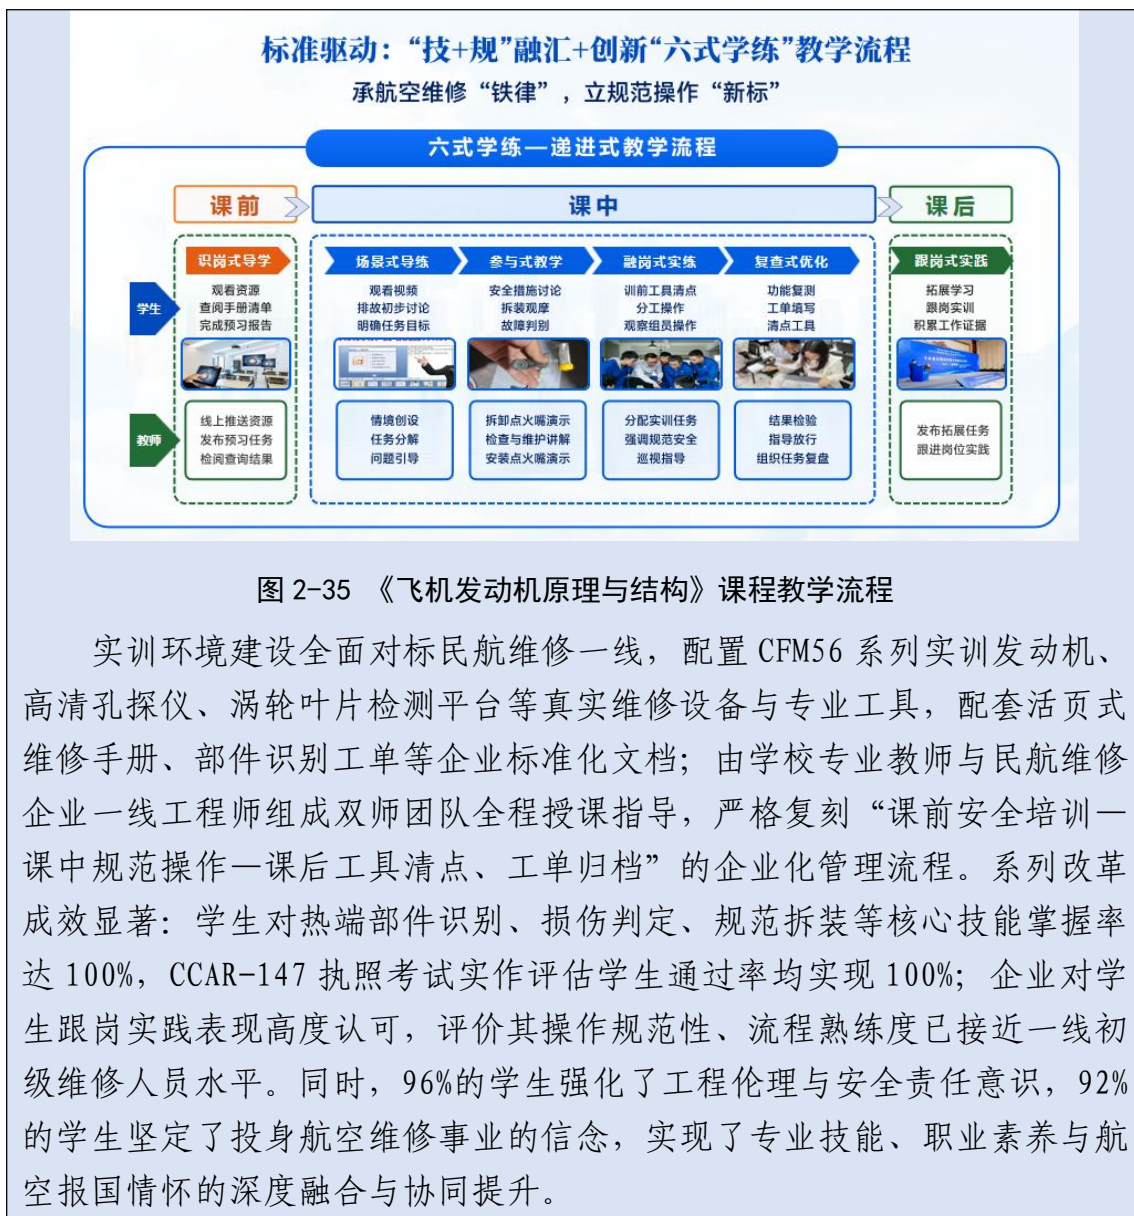 标准驱动：“技+规”融汇+创新“六式学练”教学流程
承航空维修“铁律”，立规范操作“新标”
六式学练—递进式教学流程
课前
课中
课后
识岗式导学
场景式导练
参与式教学
融岗式实练
复查式优化
跟岗式实践
学生
观看资源
查阅手册清单
完成预习报告
观看视频
排故初步讨论
明确任务目标
安全措施讨论
拆装观摩
故障判别
训前工具清点
分工操作
观察组员操作
功能复测
工单填写
清点工具
拓展学习
跟岗实训
积累工作证据
教师
线上推送资源
发布预习任务
检阅查询结果
情境创设
任务分解
问题引导
拆卸点火嘴演示
检查与维护讲解
安装点火嘴演示
分配实训任务
强调规范安全
巡视指导
结果检验
指导放行
组织任务复盘
发布拓展任务
跟进岗位实践
图 2-35 《飞机发动机原理与结构》课程教学流程
实训环境建设全面对标民航维修一线，配置 CFM56 系列实训发动机、
高清孔探仪、涡轮叶片检测平台等真实维修设备与专业工具，配套活页式
维修手册、部件识别工单等企业标准化文档；由学校专业教师与民航维修
企业一线工程师组成双师团队全程授课指导，严格复刻“课前安全培训—
课中规范操作—课后工具清点、工单归档”的企业化管理流程。系列改革
成效显著：学生对热端部件识别、损伤判定、规范拆装等核心技能掌握率
达 100%，CCAR-147 执照考试实作评估学生通过率均实现 100%；企业对学
生跟岗实践表现高度认可，评价其操作规范性、流程熟练度已接近一线初
级维修人员水平。同时，96%的学生强化了工程伦理与安全责任意识，92%
的学生坚定了投身航空维修事业的信念，实现了专业技能、职业素养与航
空报国情怀的深度融合与协同提升。